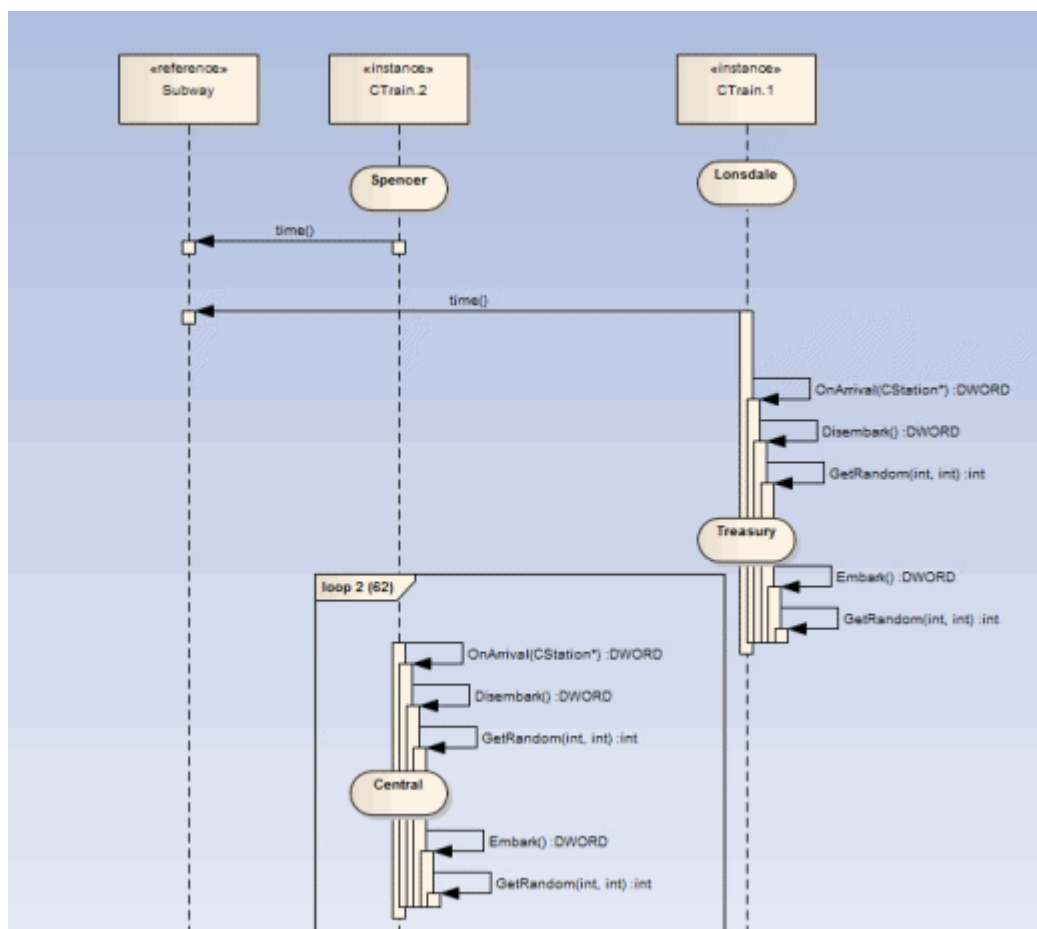 «reference»
Subway
«instance»
CTrain.2
«instance»
CTrain.1
Spencer
Lonsdale
time()
time()
OnArrival(CStation*) :DWORD
Disembark() :DWORD
GetRandom(int, int) :int
Treasury
Embark() :DWORD
loop 2 (62)
GetRandom(int, int) :int
OnArrival(CStation*) :DWORD
Disembark() :DWORD
GetRandom(int, int) :int
Central
Embark() :DWORD
GetRandom(int, int) :int